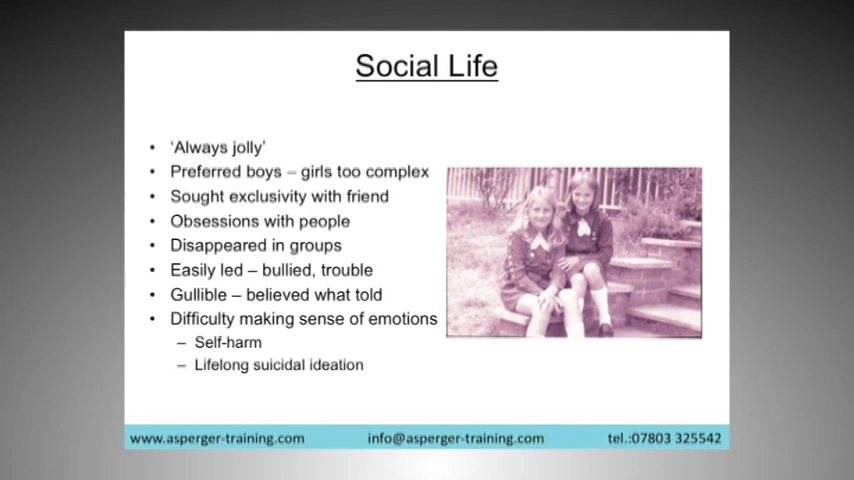 Social Life
• ‘Always jolly’
• Preferred boys – girls too complex
• Sought exclusivity with friend
• Obsessions with people
• Disappeared in groups
• Easily led – bullied, trouble
• Gullible – believed what told
• Difficulty making sense of emotions
– Self-harm
– Lifelong suicidal ideation
www.asperger-training.com info@asperger-training.com tel.:07803 325542